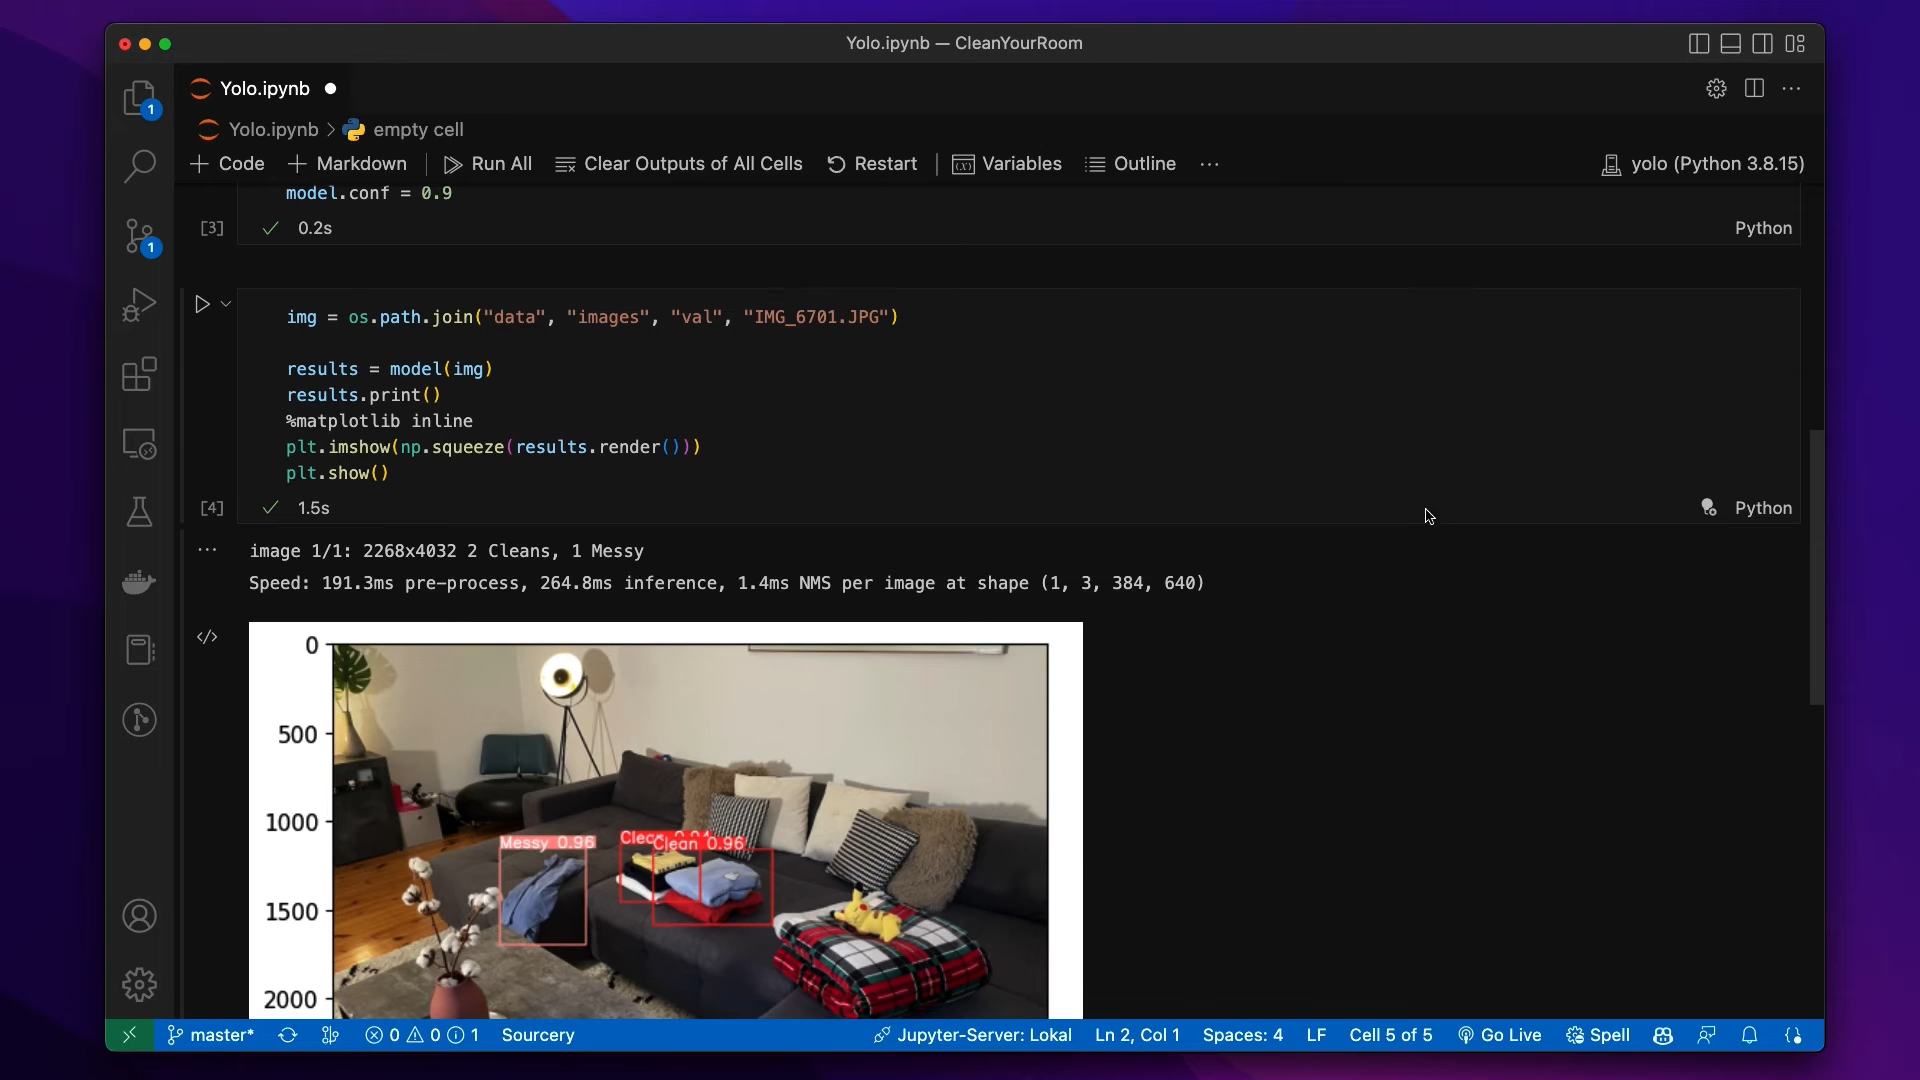 Yolo.ipynb — CleanYourRoom
Yolo.ipynb
1
Yolo.ipynb > empty cell
Code Markdown Run All Clear Outputs of All Cells Restart Variables Outline ... yolo (Python 3.8.15)
model.conf = 0.9
[3] 0.2s Python
1
img = os.path.join("data", "images", "val", "IMG_6701.JPG")
results = model(img)
results.print()
%matplotlib inline
plt.imshow(np.squeeze(results.render()))
plt.show()
[4] 1.5s Python
image 1/1: 2268x4032 2 Cleans, 1 Messy
Speed: 191.3ms pre-process, 264.8ms inference, 1.4ms NMS per image at shape (1, 3, 384, 640)
0
500
1000
Messy 0.96 Clean 0.96
1500
2000
master* 0 0 1 Sourcery Jupyter-Server: Lokal Ln 2, Col 1 Spaces: 4 LF Cell 5 of 5 Go Live Spell